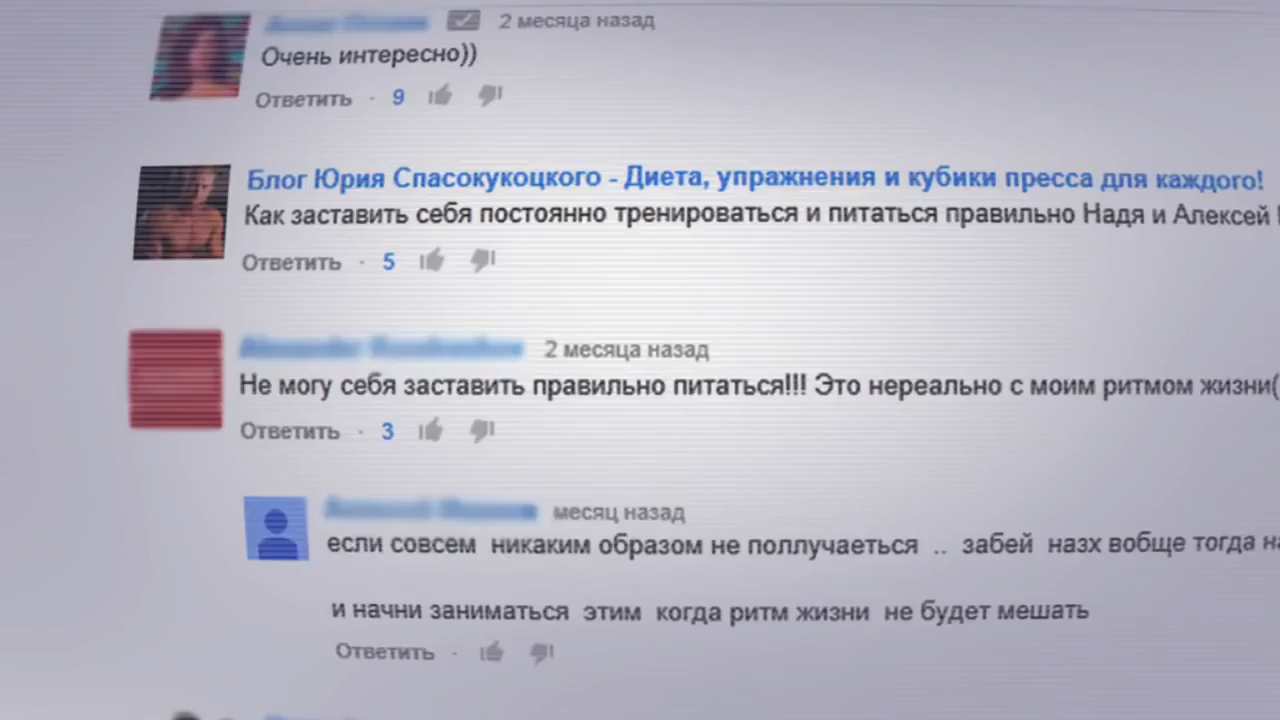 2 месяца назад
Очень интересно))
Ответить · 9
Блог Юрия Спасокукоцкого - Диета, упражнения и кубики пресса для каждого!
Как заставить себя постоянно тренироваться и питаться правильно Надя и Алексей
Ответить · 5
2 месяца назад
Не могу себя заставить правильно питаться!!! Это нереально с моим ритмом жизни(
Ответить · 3
месяц назад
если совсем никаким образом не поллучаеться .. забей назх вобще тогда на
и начни заниматься этим когда ритм жизни не будет мешать
Ответить ·